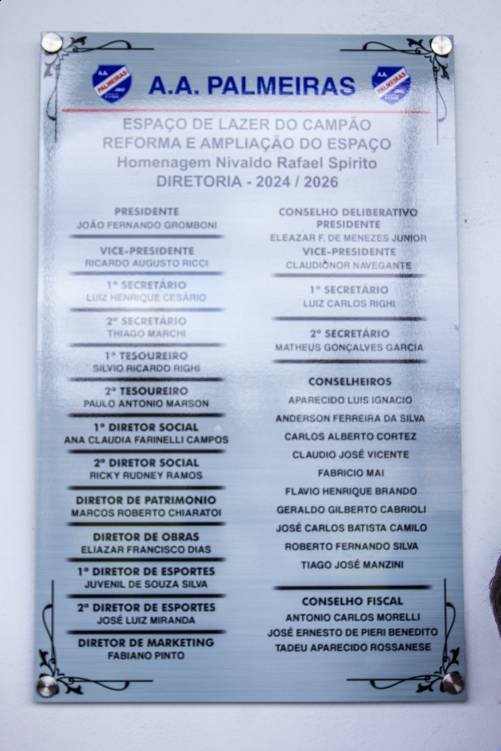 A.A.
PALMEIRAS
A.A. PALMEIRAS
A.A.
PALMEIRAS
ESPAÇO DE LAZER DO CAMPÃO
REFORMA E AMPLIAÇÃO DO ESPAÇO
Homenagem Nivaldo Rafael Spirito
DIRETORIA - 2024 / 2026
PRESIDENTE
JOÃO FERNANDO GROMBONI
VICE-PRESIDENTE
RICARDO AUGUSTO RICCI
1º SECRETÁRIO
LUIZ HENRIQUE CESÁRIO
2º SECRETÁRIO
THIAGO MARCHI
1º TESOUREIRO
SILVIO RICARDO RIGHI
2º TESOUREIRO
PAULO ANTONIO MARSON
1º DIRETOR SOCIAL
ANA CLAUDIA FARINELLI CAMPOS
2º DIRETOR SOCIAL
RICKY RUDNEY RAMOS
DIRETOR DE PATRIMONIO
MARCOS ROBERTO CHIARATOI
DIRETOR DE OBRAS
ELIAZAR FRANCISCO DIAS
1º DIRETOR DE ESPORTES
JUVENIL DE SOUZA SILVA
2º DIRETOR DE ESPORTES
JOSÉ LUIZ MIRANDA
DIRETOR DE MARKETING
FABIANO PINTO
CONSELHO DELIBERATIVO
PRESIDENTE
ELEAZAR F. DE MENEZES JUNIOR
VICE-PRESIDENTE
CLAUDIONOR NAVEGANTE
1º SECRETÁRIO
LUIZ CARLOS RIGHI
2º SECRETÁRIO
MATHEUS GONÇALVES GARCIA
CONSELHEIROS
APARECIDO LUIS IGNACIO
ANDERSON FERREIRA DA SILVA
CARLOS ALBERTO CORTEZ
CLAUDIO JOSÉ VICENTE
FABRICIO MAI
FLAVIO HENRIQUE BRANDO
GERALDO GILBERTO CABRIOLI
JOSÉ CARLOS BATISTA CAMILO
ROBERTO FERNANDO SILVA
TIAGO JOSÉ MANZINI
CONSELHO FISCAL
ANTONIO CARLOS MORELLI
JOSÉ ERNESTO DE PIERI BENEDITO
TADEU APARECIDO ROSSANESE